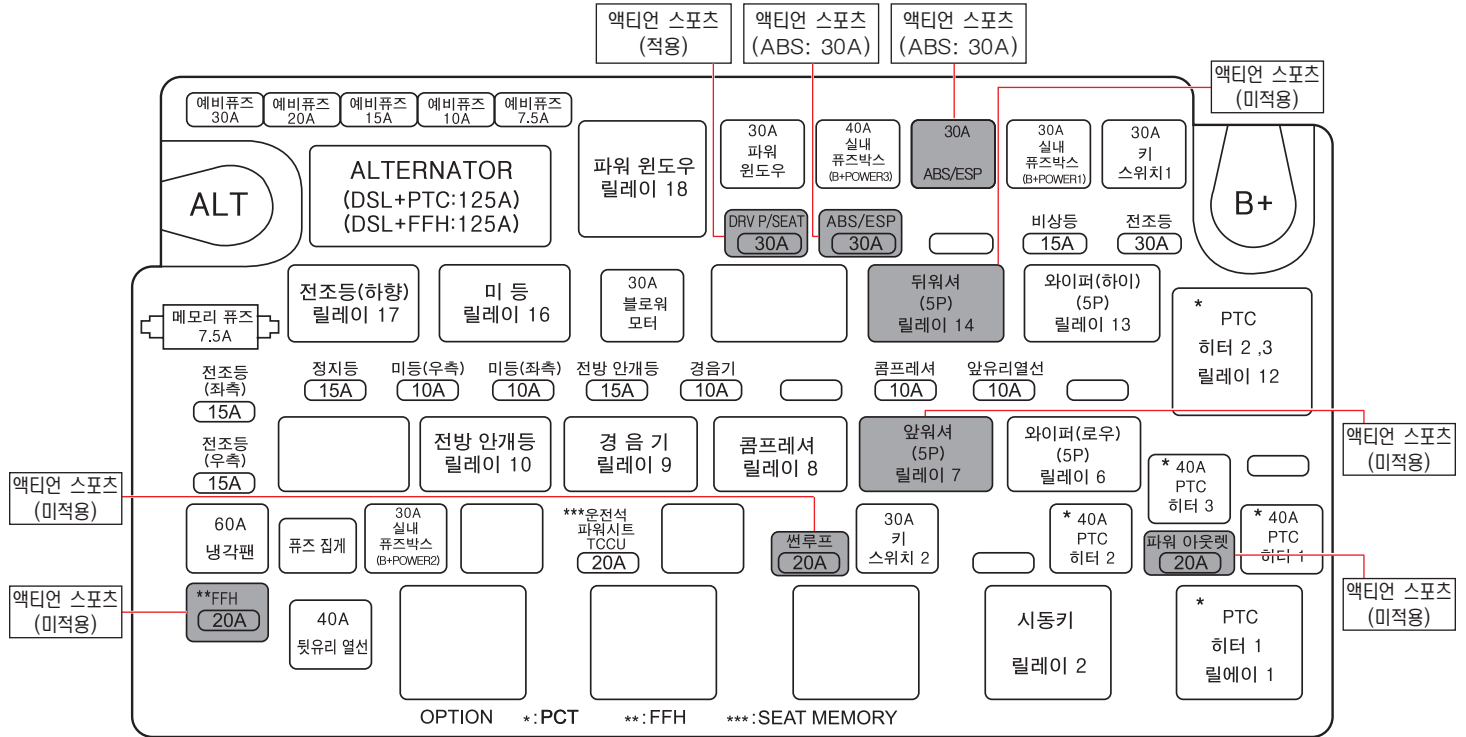 액티언 스포츠
(적용)
액티언 스포츠
(ABS: 30A)
액티언 스포츠
(ABS: 30A)
액티언 스포츠
(미적용)
예비퓨즈
30A
예비퓨즈
20A
예비퓨즈
15A
예비퓨즈
10A
예비퓨즈
7.5A
ALT
ALTERNATOR
(DSL+PTC:125A)
(DSL+FFH:125A)
파워 윈도우
릴레이 18
30A
파워
윈도우
40A
실내
퓨즈박스
(B+POWER3)
30A
ABS/ESP
30A
실내
퓨즈박스
(B+POWER1)
30A
키
스위치1
B+
DRV P/SEAT
30A
ABS/ESP
30A
비상등
15A
전조등
30A
메모리 퓨즈
7.5A
전조등(하향)
릴레이 17
미 등
릴레이 16
30A
블로워
모터
뒤워셔
(5P)
릴레이 14
와이퍼(하이)
(5P)
릴레이 13
*
PTC
히터 2 ,3
릴레이 12
전조등
(좌측)
15A
정지등
15A
미등(우측)
10A
미등(좌측)
10A
전방 안개등
15A
경음기
10A
콤프레셔
10A
앞유리열선
10A
전조등
(우측)
15A
전방 안개등
릴레이 10
경 음 기
릴레이 9
콤프레셔
릴레이 8
앞워셔
(5P)
릴레이 7
와이퍼(로우)
(5P)
릴레이 6
* 40A
PTC
히터 3
액티언 스포츠
(미적용)
액티언 스포츠
(미적용)
60A
냉각팬
퓨즈 집게
30A
실내
퓨즈박스
(B+POWER2)
***운전석
파워시트
TCCU
20A
썬루프
20A
30A
키
스위치 2
* 40A
PTC
히터 2
파워 아웃렛
20A
* 40A
PTC
히터 1
액티언 스포츠
(미적용)
액티언 스포츠
(미적용)
**FFH
20A
40A
뒷유리 열선
시동키
릴레이 2
*
PTC
히터 1
릴에이 1
OPTION *:PCT **:FFH ***:SEAT MEMORY